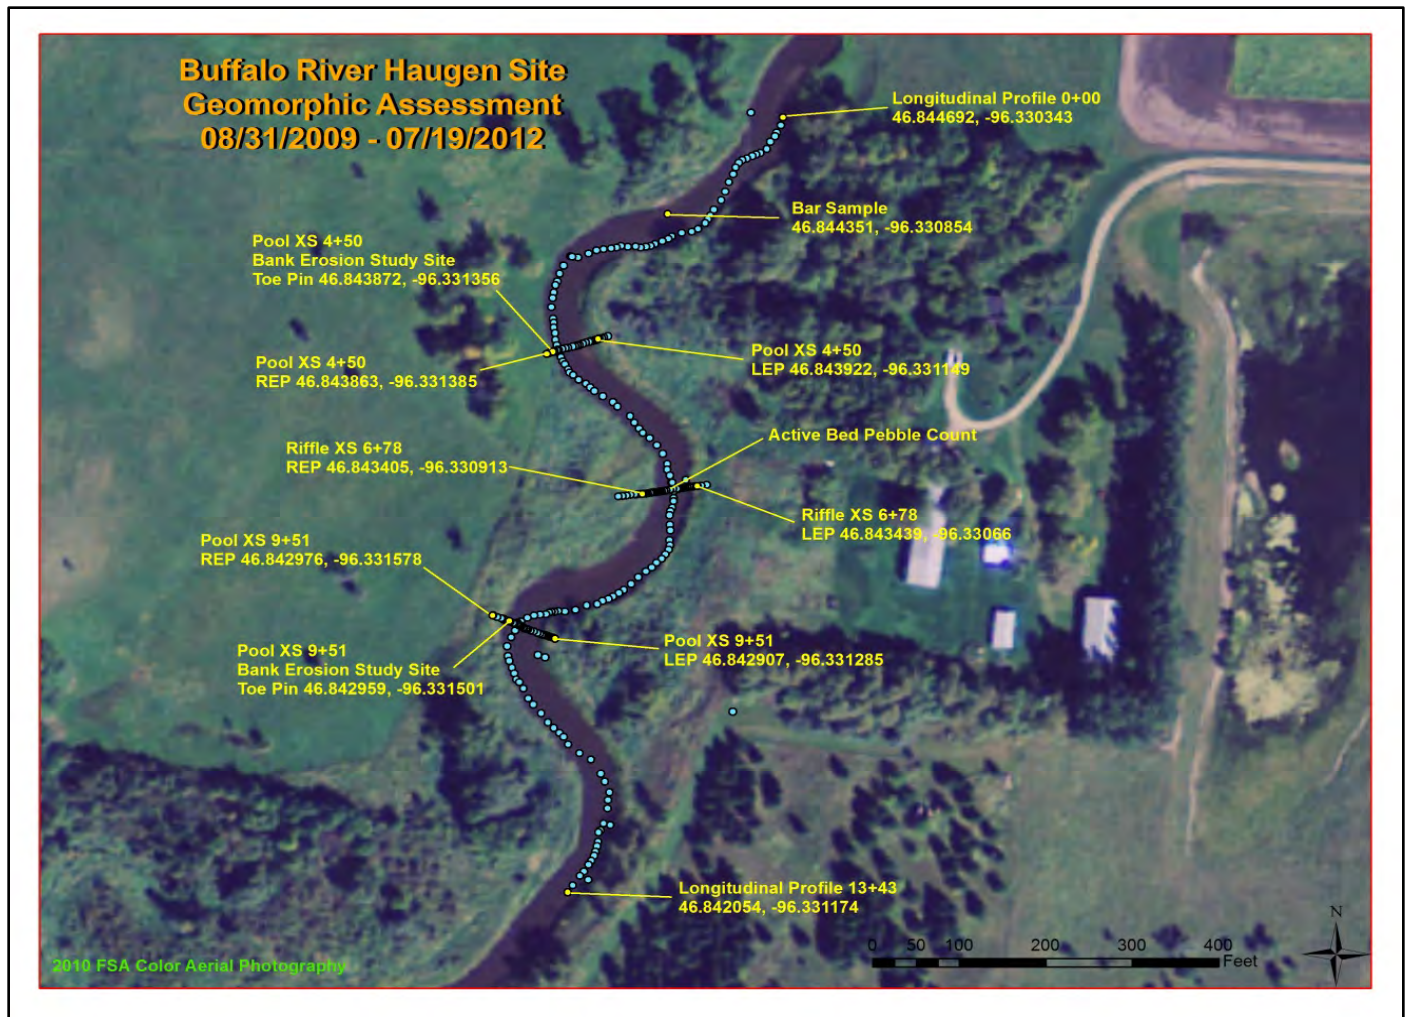 Buffalo River Haugen Site
Geomorphic Assessment
08/31/2009 - 07/19/2012
Longitudinal Profile 0+00
46.844692, -96.330343
Bar Sample
46.844351, -96.330854
Pool XS 4+50
Bank Erosion Study Site
Toe Pin 46.843872, -96.331356
Pool XS 4+50
LEP 46.843922, -96.331149
Pool XS 4+50
REP 46.843863, -96.331385
Active Bed Pebble Count
Riffle XS 6+78
REP 46.843405, -96.330913
Riffle XS 6+78
LEP 46.843439, -96.33066
Pool XS 9+51
REP 46.842976, -96.331578
Pool XS 9+51
LEP 46.842907, -96.331285
Pool XS 9+51
Bank Erosion Study Site
Toe Pin 46.842959, -96.331501
Longitudinal Profile 13+43
46.842054, -96.331174
N
0 50 100 200 300 400
Feet
2010 FSA Color Aerial Photography